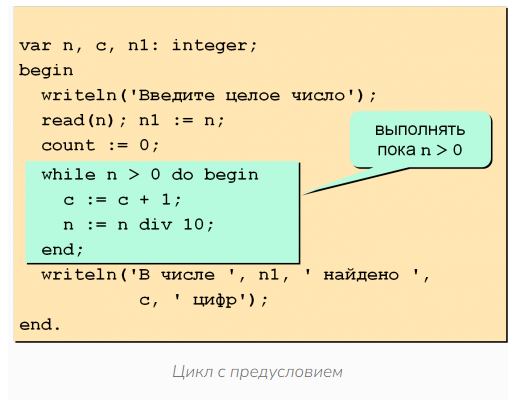 var n, c, n1: integer;
begin
writeln('Введите целое число');
read(n); n1 := n;
count := 0;
while n > 0 do begin
c := c + 1;
n := n div 10;
end;
writeln('В числе ', n1, ' найдено ',
c, ' цифр');
end.
выполнять
пока n > 0
Цикл с предусловием